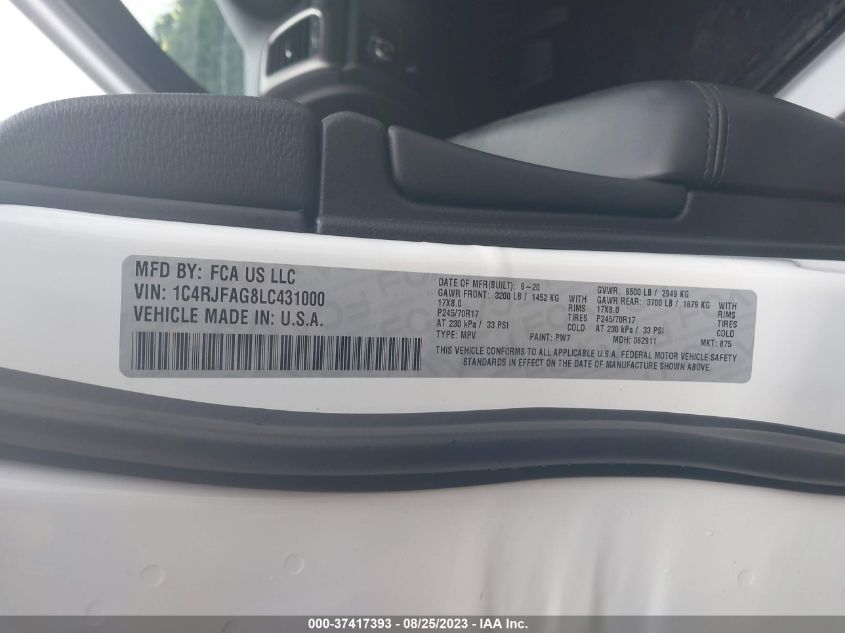 MFD BY: FCA US LLC
VIN: 1C4RJFAG8LC431000
VEHICLE MADE IN: U.S.A.
DATE OF MFR(BUILT): 6-20 GVWR: 6500 LB / 2949 KG
GAWR FRONT: 3200 LB / 1452 KG WITH GAWR REAR: 3700 LB / 1679 KG WITH
17X8.0 RIMS 17X8.0 RIMS
P245/70R17 TIRES P245/70R17 TIRES
AT 230 kPa / 33 PSI COLD AT 230 kPa / 33 PSI COLD
TYPE: MPV PAINT: PW7 MDH: 062911 MKT: 875
THIS VEHICLE CONFORMS TO ALL APPLICABLE U.S.A. FEDERAL MOTOR VEHICLE SAFETY
STANDARDS IN EFFECT ON THE DATE OF MANUFACTURE SHOWN ABOVE.
000-37417393 - 08/25/2023 - IAA Inc.